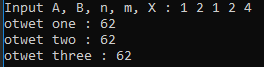 Input A, B, n, m, X : 1 2 1 2 4
otwet one : 62
otwet two : 62
otwet three : 62